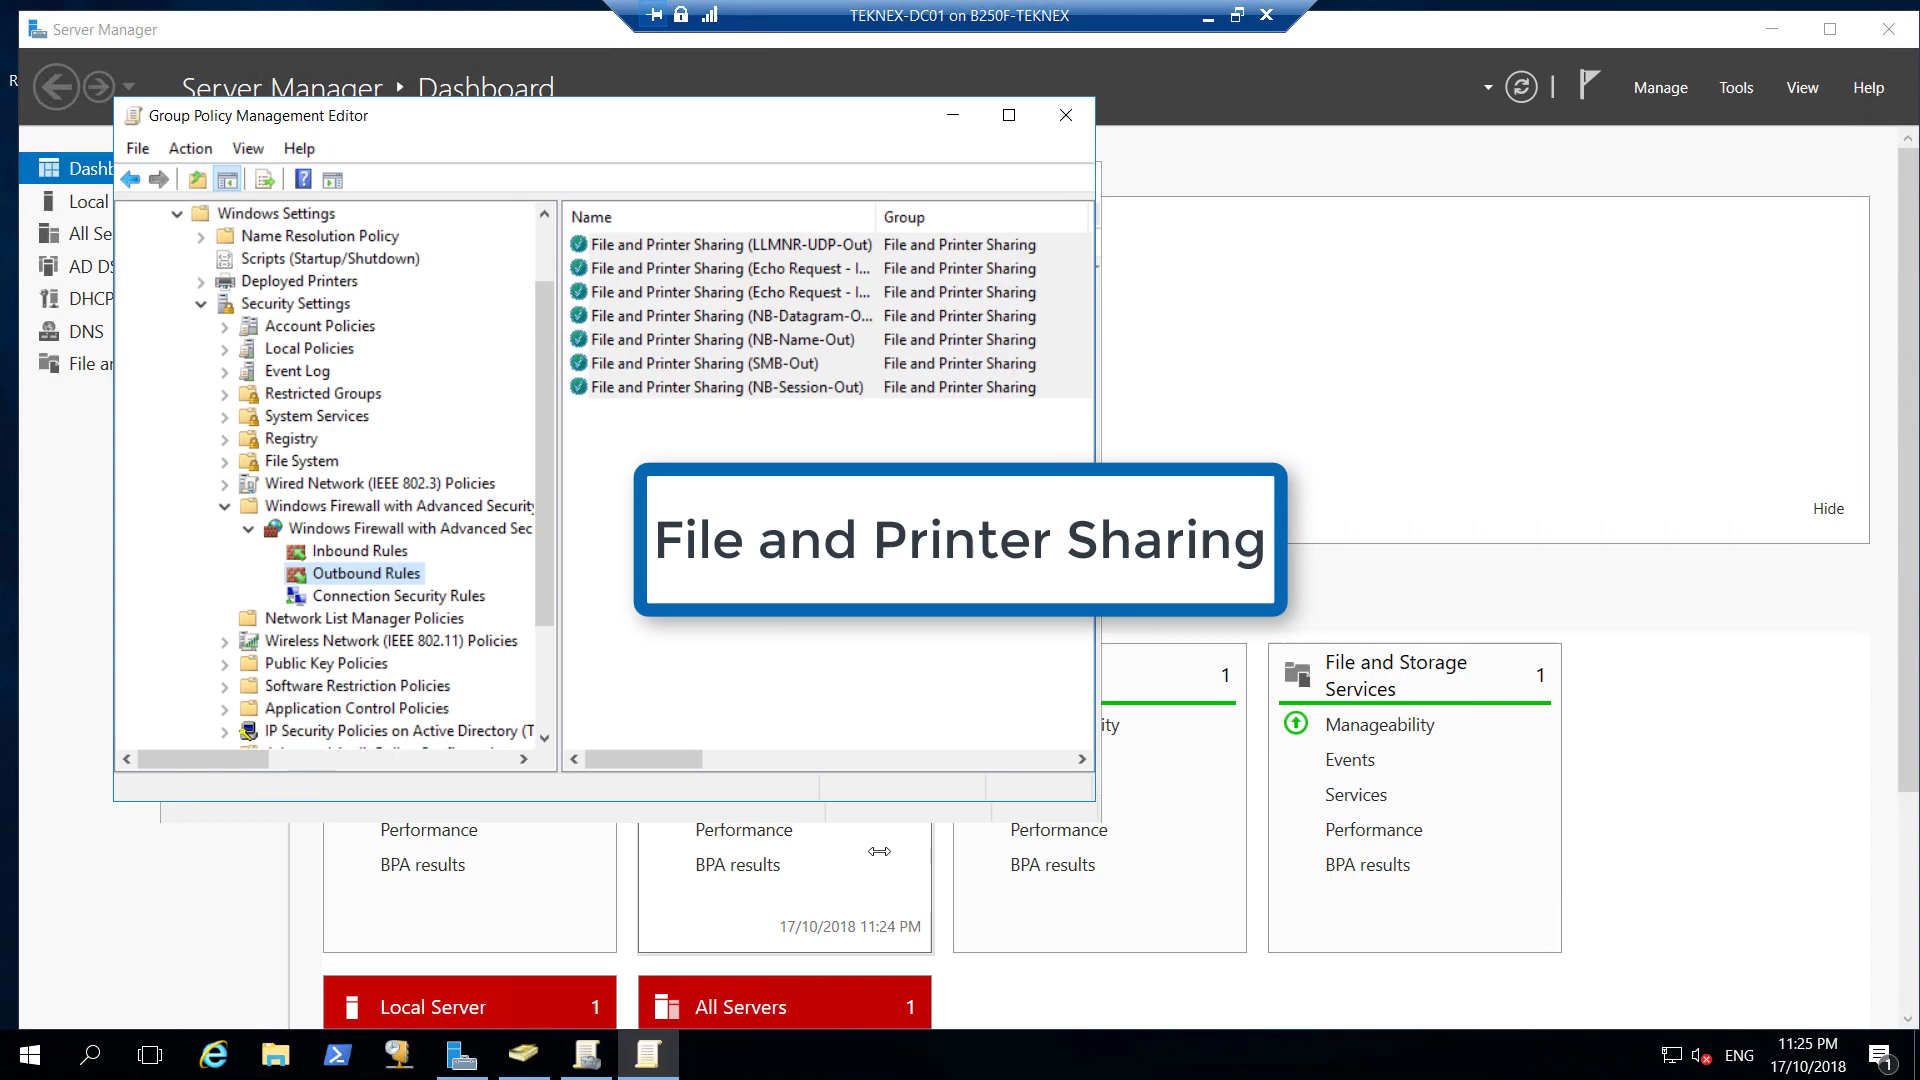 TEKNEX-DC01 on B250F-TEKNEX
Server Manager
Server Manager Dashboard
Manage Tools View Help
Group Policy Management Editor
File Action View Help
Dashb
Local
All Se
AD DS
DHCP
DNS
File an
Windows Settings
Name Resolution Policy
Scripts (Startup/Shutdown)
Deployed Printers
Security Settings
Account Policies
Local Policies
Event Log
Restricted Groups
System Services
Registry
File System
Wired Network (IEEE 802.3) Policies
Windows Firewall with Advanced Security
Windows Firewall with Advanced Sec
Inbound Rules
Outbound Rules
Connection Security Rules
Network List Manager Policies
Wireless Network (IEEE 802.11) Policies
Public Key Policies
Software Restriction Policies
Application Control Policies
IP Security Policies on Active Directory (T
Name Group
File and Printer Sharing (LLMNR-UDP-Out) File and Printer Sharing
File and Printer Sharing (Echo Request - I... File and Printer Sharing
File and Printer Sharing (Echo Request - I... File and Printer Sharing
File and Printer Sharing (NB-Datagram-O... File and Printer Sharing
File and Printer Sharing (NB-Name-Out) File and Printer Sharing
File and Printer Sharing (SMB-Out) File and Printer Sharing
File and Printer Sharing (NB-Session-Out) File and Printer Sharing
File and Printer Sharing
Hide
1
ity
File and Storage
Services
1
Manageability
Events
Services
Performance
BPA results
Performance
BPA results
Performance
BPA results
17/10/2018 11:24 PM
Performance
BPA results
Local Server 1
All Servers 1
ENG
11:25 PM
17/10/2018
1